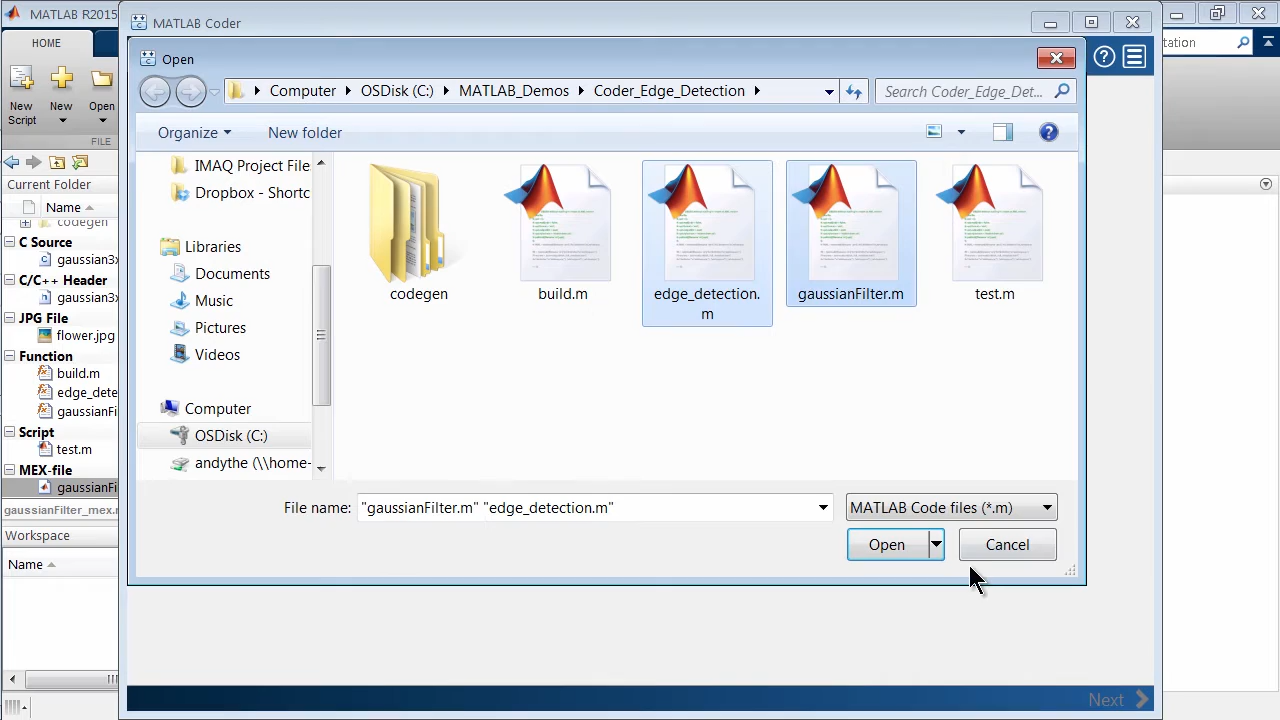 MATLAB R2015
MATLAB Coder
HOME
Open
tation
New Script
New
Open
FILE
Computer
OSDisk (C:)
MATLAB_Demos
Coder_Edge_Detection
Search Coder_Edge_Det...
Organize
New folder
Current Folder
Name
codegen
C Source
gaussian3x
C/C++ Header
gaussian3x
JPG File
flower.jpg
Function
build.m
edge_dete
gaussianFi
Script
test.m
MEX-file
gaussianFi
gaussianFilter_mex.m
Workspace
Name
IMAQ Project File
Dropbox - Shortc
Libraries
Documents
Music
Pictures
Videos
Computer
OSDisk (C:)
andythe (\\home-
codegen
build.m
edge_detection.
m
gaussianFilter.m
test.m
File name:
"gaussianFilter.m" "edge_detection.m"
MATLAB Code files (*.m)
Open
Cancel
Next